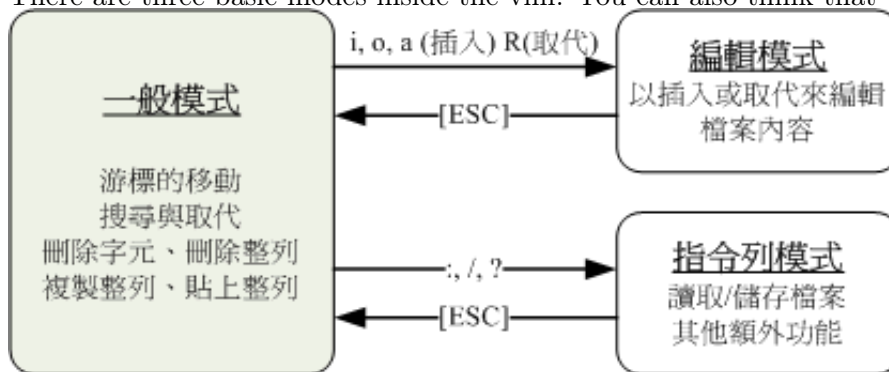 There are three basic modes inside the vim. You can also think that
一般模式
游標的移動
搜尋與取代
刪除字元、刪除整列
複製整列、貼上整列
i, o, a (插入) R(取代)
[ESC]
編輯模式
以插入或取代來編輯
檔案內容
:, /, ?
[ESC]
指令列模式
讀取/儲存檔案
其他額外功能